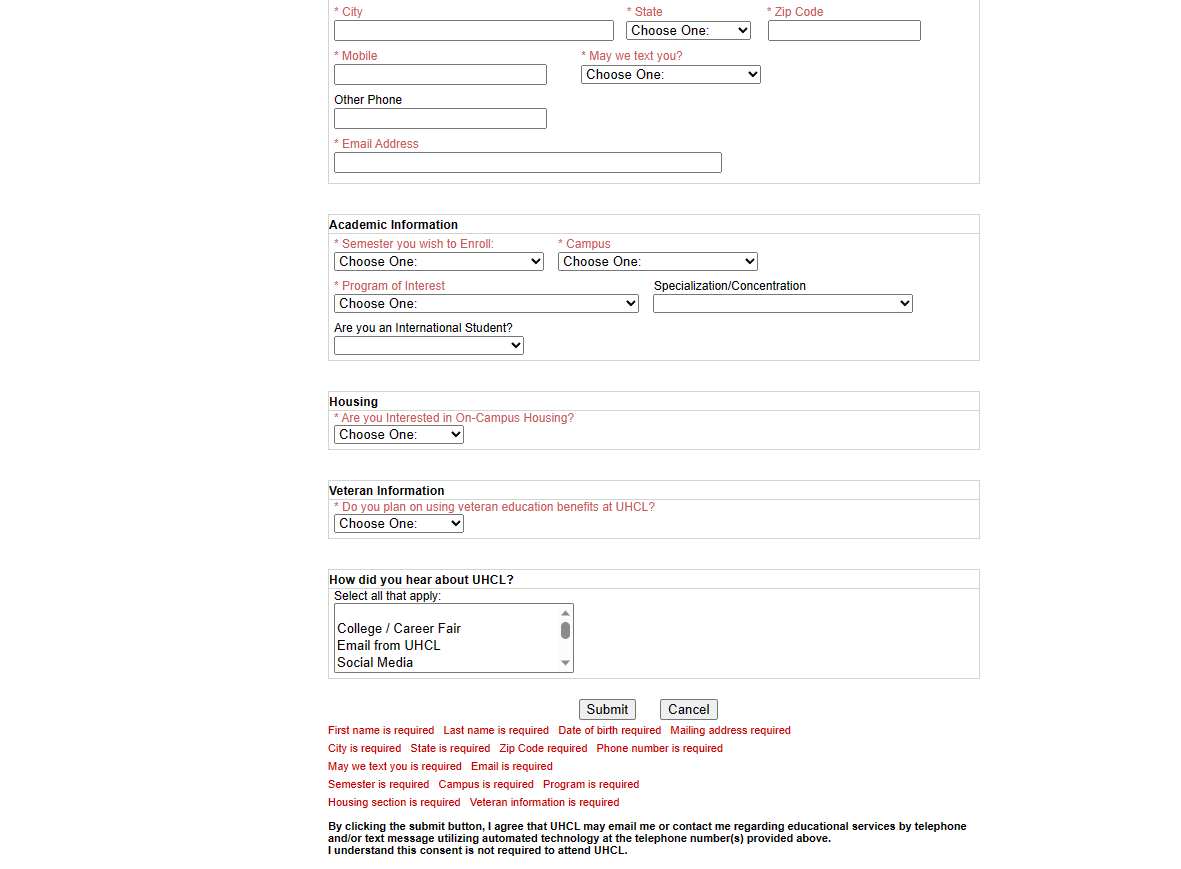 * City * State * Zip Code
Choose One:
* Mobile * May we text you?
Choose One:
Other Phone
* Email Address
Academic Information
* Semester you wish to Enroll: * Campus
Choose One: Choose One:
* Program of Interest Specialization/Concentration
Choose One:
Are you an International Student?
Housing
* Are you Interested in On-Campus Housing?
Choose One:
Veteran Information
* Do you plan on using veteran education benefits at UHCL?
Choose One:
How did you hear about UHCL?
Select all that apply:
College / Career Fair
Email from UHCL
Social Media
Submit Cancel
First name is required Last name is required Date of birth required Mailing address required
City is required State is required Zip Code required Phone number is required
May we text you is required Email is required
Semester is required Campus is required Program is required
Housing section is required Veteran information is required
By clicking the submit button, I agree that UHCL may email me or contact me regarding educational services by telephone
and/or text message utilizing automated technology at the telephone number(s) provided above.
I understand this consent is not required to attend UHCL.